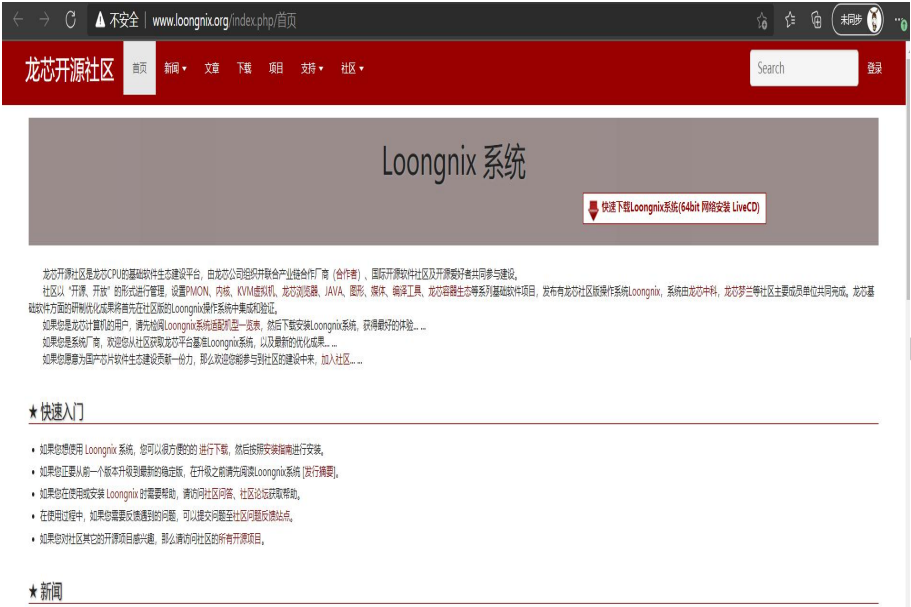 不安全 | www.loongnix.org/index.php/首页
未同步
龙芯开源社区 首页 新闻 文章 下载 项目 支持 社区 Search 登录
Loongnix 系统
快速下载Loongnix系统(64bit 网络安装 LiveCD)
龙芯开源社区是龙芯CPU的基础软件生态建设平台，由龙芯公司组织并联合产业链合作厂商（合作者）、国际开源软件社区及开源爱好者共同参与建设。
社区以“开源、开放”的形式进行管理，设置PMON、内核、KVM虚拟机、龙芯浏览器、JAVA、图形、媒体、编译工具、龙芯容器生态等系列基础软件项目，发布有龙芯社区版操作系统Loongnix，系统由龙芯中科，龙芯梦兰等社区主要成员单位共同完成。龙芯基
础软件方面的研制优化成果将首先在社区版的Loongnix操作系统中集成和验证。
如果您是龙芯计算机的用户，请先检阅Loongnix系统适配机型一览表，然后下载安装Loongnix系统，获得最好的体验... ...
如果您是系统厂商，欢迎您从社区获取龙芯平台基准Loongnix系统，以及最新的优化成果... ...
如果您愿意为国产芯片软件生态建设贡献一份力，那么欢迎您能参与到社区的建设中来，加入社区... ...
★ 快速入门
• 如果您想使用 Loongnix 系统，您可以很方便的的 进行下载，然后按照安装指南进行安装。
• 如果您正要从前一个版本升级到最新的稳定版，在升级之前请先阅读Loongnix系统 [发行摘要]。
• 如果您在使用或安装 Loongnix 时需要帮助，请访问社区问答、社区论坛获取帮助。
• 在使用过程中，如果您需要反馈遇到的问题，可以提交问题至社区问题反馈站点。
• 如果您对社区其它的开源项目感兴趣，那么请访问社区的所有开源项目。
★ 新闻